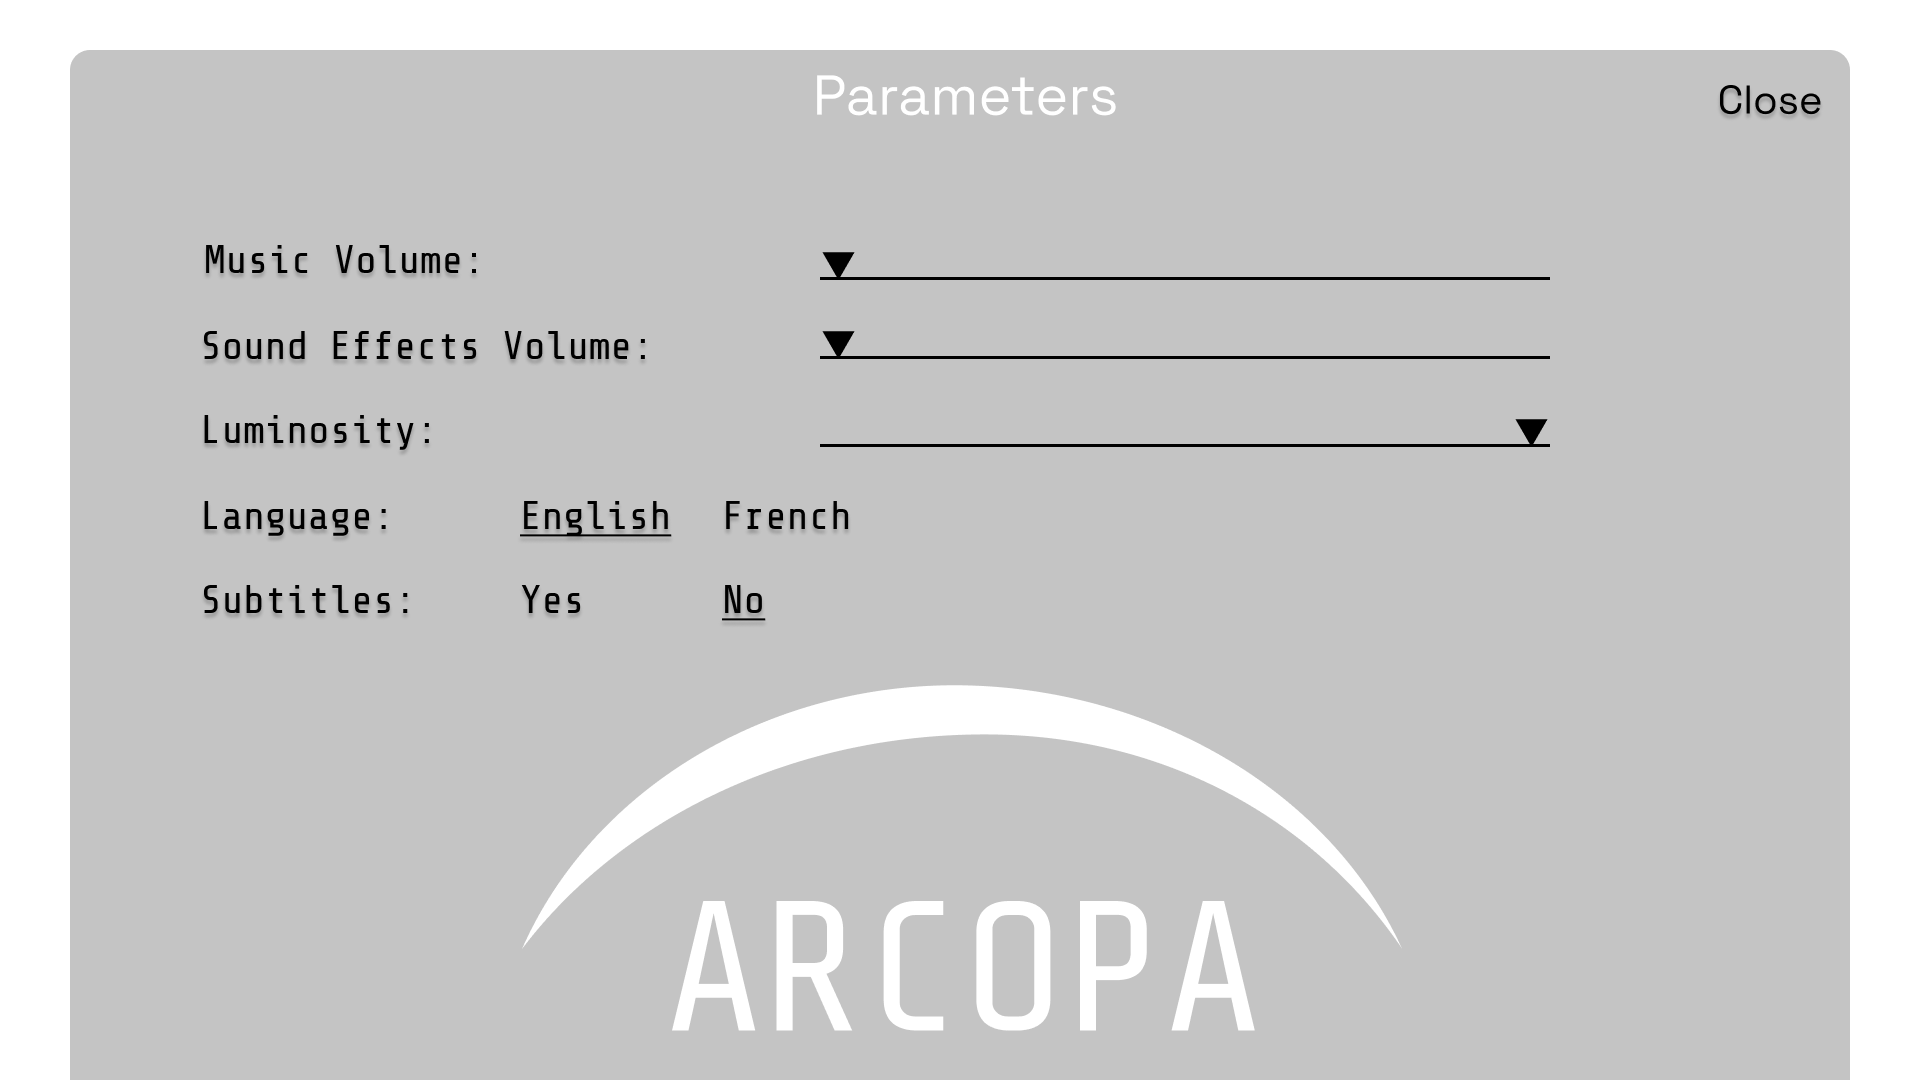 Parameters
Close
Music Volume:
Sound Effects Volume:
Luminosity:
Language: English French
Subtitles: Yes No
ARCOPA